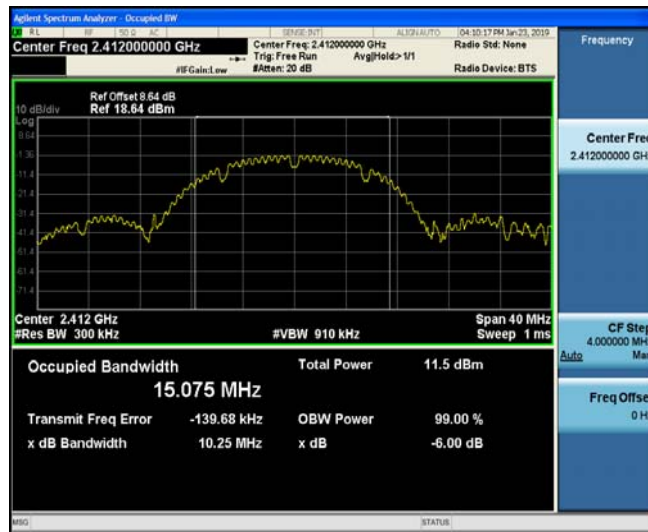 Agilent Spectrum Analyzer - Occupied BW
RL RF 50 Ω AC SENSE:INT ALIGN AUTO 04:10:17 PM Jan 23, 2019
Center Freq 2.412000000 GHz Center Freq: 2.412000000 GHz Radio Std: None Frequency
Trig: Free Run Avg|Hold>1/1
#IFGain:Low #Atten: 20 dB Radio Device: BTS
Ref Offset 8.64 dB
10 dB/div Ref 18.64 dBm
Log
8.64
-1.36
-11.4
-21.4
-31.4
-41.4
-51.4
-61.4
-71.4
Center Freq
2.412000000 GHz
Center 2.412 GHz Span 40 MHz
#Res BW 300 kHz #VBW 910 kHz Sweep 1 ms
CF Step
4.000000 MHz
Auto Man
Occupied Bandwidth Total Power 11.5 dBm
15.075 MHz
Transmit Freq Error -139.68 kHz OBW Power 99.00 %
x dB Bandwidth 10.25 MHz x dB -6.00 dB
Freq Offset
0 Hz
MSG STATUS